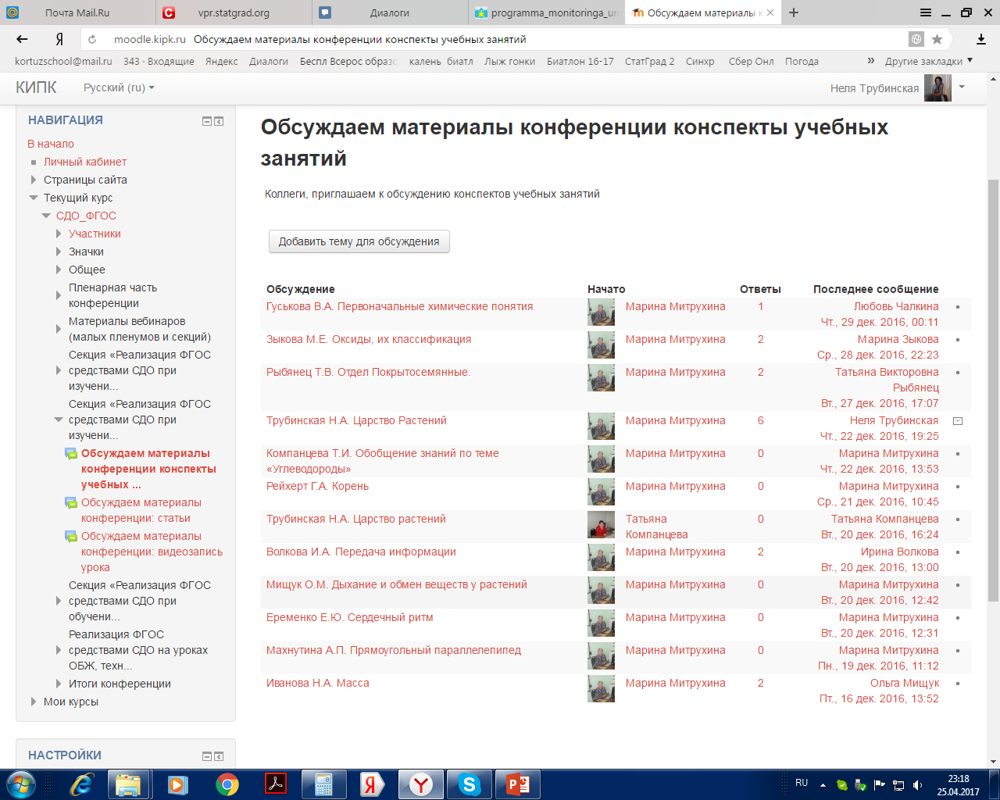 Почта Mail.Ru
vpr.statgrad.org
Диалоги
programma_monitoringa_ur
Обсуждаем материалы к
moodle.kipk.ru Обсуждаем материалы конференции конспекты учебных занятий
kortuzschool@mail.ru 343 · Входящие Яндекс Диалоги Беспл Всерос образо калень биатл Лыж гонки Биатлон 16-17 СтатГрад 2 Синхр Сбер Онл Погода » Другие закладки
КИПК Русский (ru) Неля Трубинская
НАВИГАЦИЯ
В начало
Личный кабинет
Страницы сайта
Текущий курс
СДО_ФГОС
Участники
Значки
Общее
Пленарная часть
конференции
Материалы вебинаров
(малых пленумов и секций)
Секция «Реализация ФГОС
средствами СДО при
изучени...
Секция «Реализация ФГОС
средствами СДО при
изучени...
Обсуждаем материалы
конференции конспекты
учебных ...
Обсуждаем материалы
конференции: статьи
Обсуждаем материалы
конференции: видеозапись
урока
Секция «Реализация ФГОС
средствами СДО при
обучени...
Реализация ФГОС
средствами СДО на уроках
ОБЖ, техн...
Итоги конференции
Мои курсы
НАСТРОЙКИ
Обсуждаем материалы конференции конспекты учебных
занятий
Коллеги, приглашаем к обсуждению конспектов учебных занятий
Добавить тему для обсуждения
Обсуждение Начато Ответы Последнее сообщение
Гуськова В.А. Первоначальные химические понятия Марина Митрухина 1 Любовь Чалкина
Чт., 29 дек. 2016, 00:11
Зыкова М.Е. Оксиды, их классификация Марина Митрухина 2 Марина Зыкова
Ср., 28 дек. 2016, 22:23
Рыбянец Т.В. Отдел Покрытосемянные. Марина Митрухина 2 Татьяна Викторовна
Рыбянец
Вт., 27 дек. 2016, 17:07
Трубинская Н.А. Царство Растений Марина Митрухина 6 Неля Трубинская
Чт., 22 дек. 2016, 19:25
Компанцева Т.И. Обобщение знаний по теме Марина Митрухина 0 Марина Митрухина
«Углеводороды» Чт., 22 дек. 2016, 13:53
Рейхерт Г.А. Корень Марина Митрухина 0 Марина Митрухина
Ср., 21 дек. 2016, 10:45
Трубинская Н.А. Царство растений Татьяна 0 Татьяна Компанцева
Компанцева Вт., 20 дек. 2016, 16:24
Волкова И.А. Передача информации Марина Митрухина 2 Ирина Волкова
Вт., 20 дек. 2016, 13:00
Мищук О.М. Дыхание и обмен веществ у растений Марина Митрухина 0 Марина Митрухина
Вт., 20 дек. 2016, 12:42
Еременко Е.Ю. Сердечный ритм Марина Митрухина 0 Марина Митрухина
Вт., 20 дек. 2016, 12:31
Махнутина А.П. Прямоугольный параллелепипед Марина Митрухина 0 Марина Митрухина
Пн., 19 дек. 2016, 11:12
Иванова Н.А. Масса Марина Митрухина 2 Ольга Мищук
Пт., 16 дек. 2016, 13:52
RU
23:18
25.04.2017